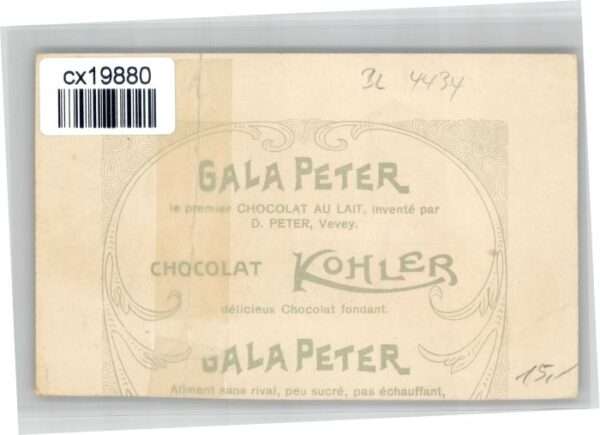 cx19880
BL 4434
GALA PETER
le premier CHOCOLAT AU LAIT, inventé par
D. PETER, Vevey.
CHOCOLAT KOHLER
délicieux Chocolat fondant.
GALA PETER
Aliment sans rival, peu sucré, pas échauffant,
15,-